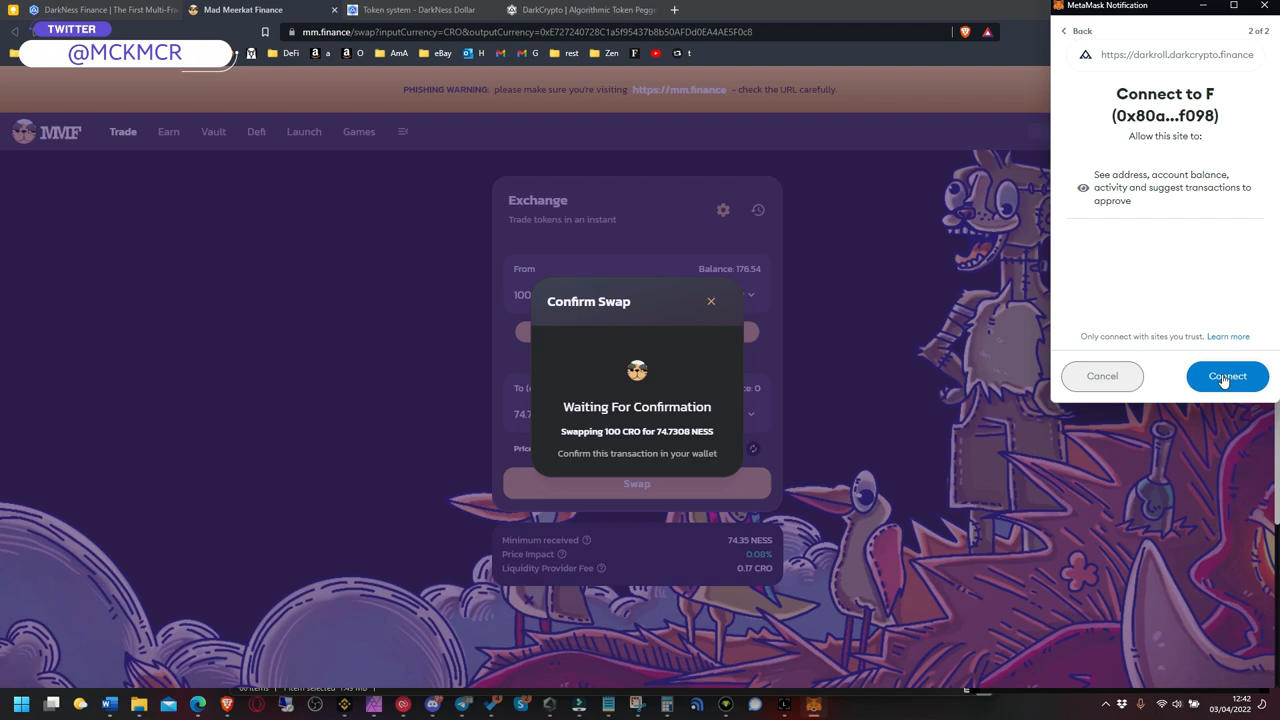 DarkNess Finance | The First Multi-Fra
Mad Meerkat Finance
Token system - DarkNess Dollar
DarkCrypto | Algorithmic Token Pegg
TWITTER
@MCKMCR
mm.finance/swap?inputCurrency=CRO&outputCurrency=0xE727240728C1a5f95437b8b50AFDd0EA4AE5F0c8
DeFi
a
O
AmA
eBay
H
M
G
rest
Zen
t
PHISHING WARNING: please make sure you're visiting https://mm.finance - check the URL carefully.
MMF
Trade
Earn
Vault
Defi
Launch
Games
Exchange
Trade tokens in an instant
From
Balance: 176.54
100
Confirm Swap
Waiting For Confirmation
Swapping 100 CRO for 74.7308 NESS
Confirm this transaction in your wallet
Swap
Minimum received
74.35 NESS
Price Impact
0.08%
Liquidity Provider Fee
0.17 CRO
MetaMask Notification
Back
2 of 2
https://darkroll.darkcrypto.finance
Connect to F
(0x80a...f098)
Allow this site to:
See address, account balance,
activity and suggest transactions to
approve
Only connect with sites you trust. Learn more
Cancel
Connect
12:42
03/04/2022